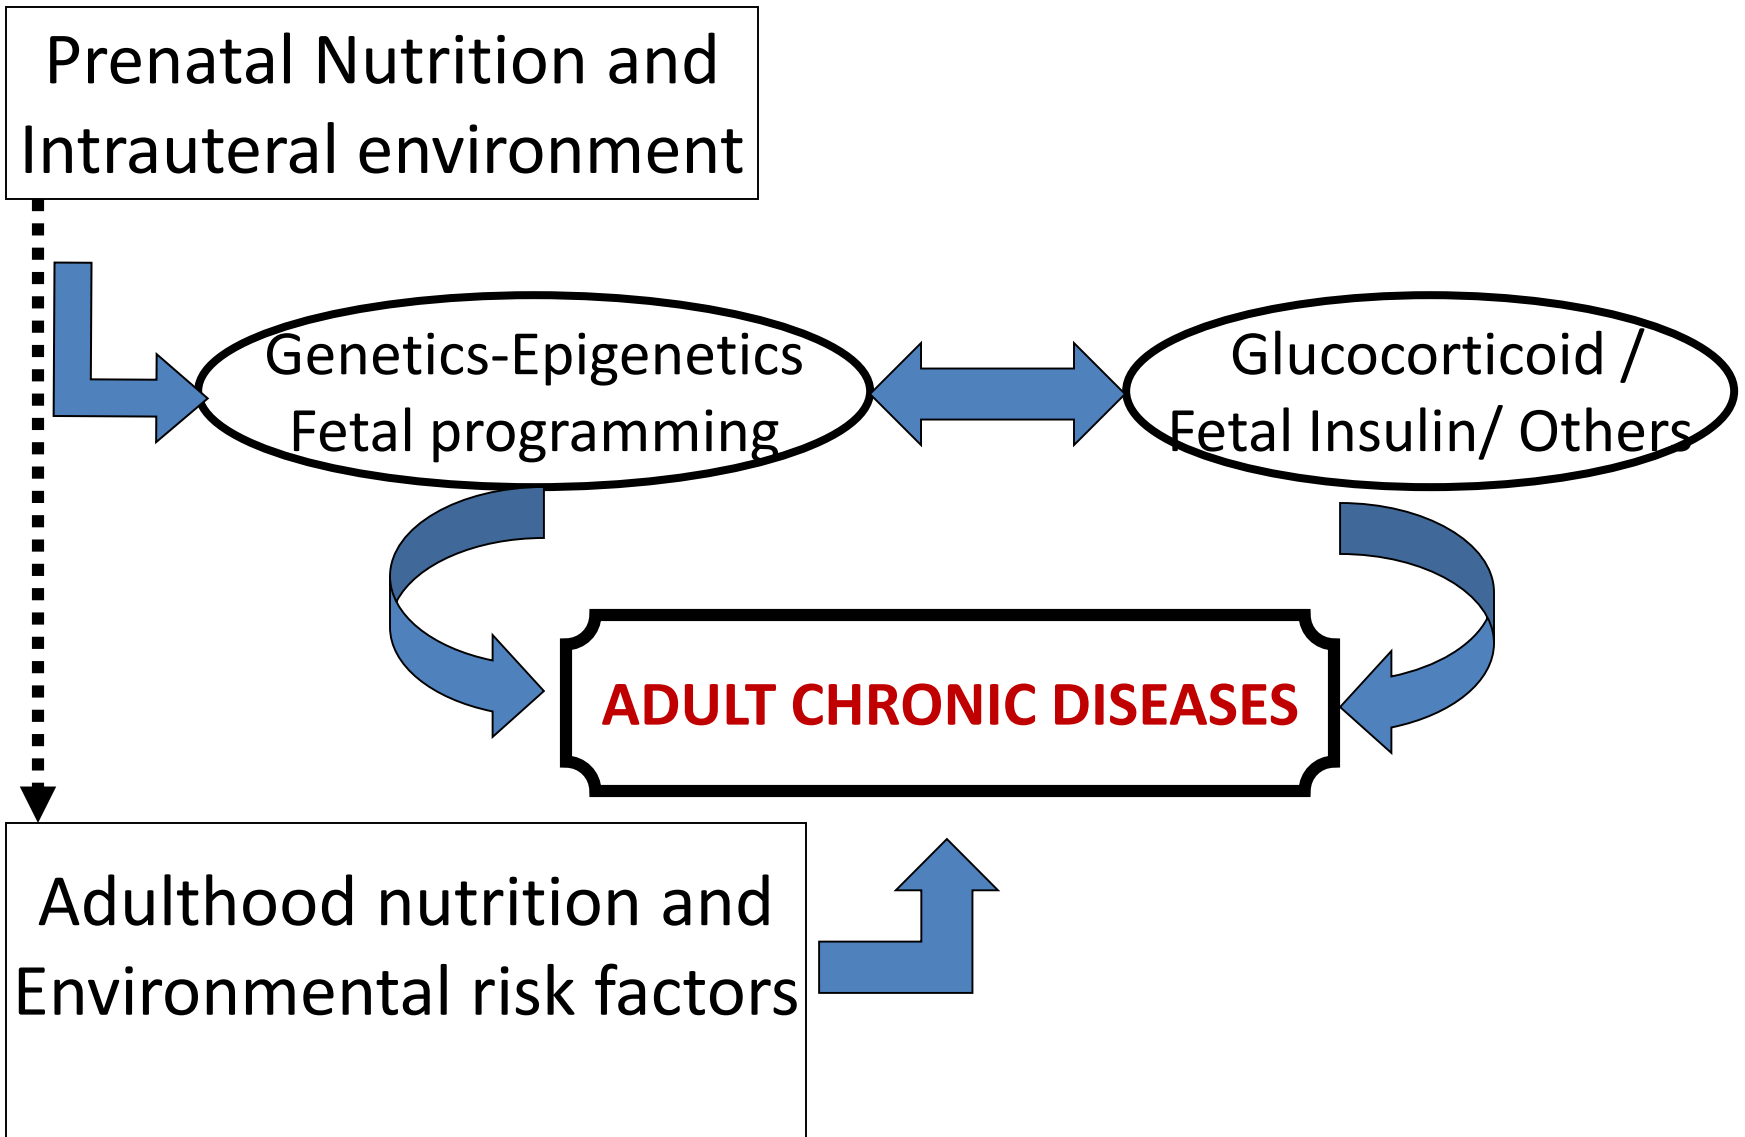 Prenatal Nutrition and
Intrauteral environment
Genetics-Epigenetics
Fetal programming
Glucocorticoid /
Fetal Insulin/ Others
ADULT CHRONIC DISEASES
Adulthood nutrition and
Environmental risk factors